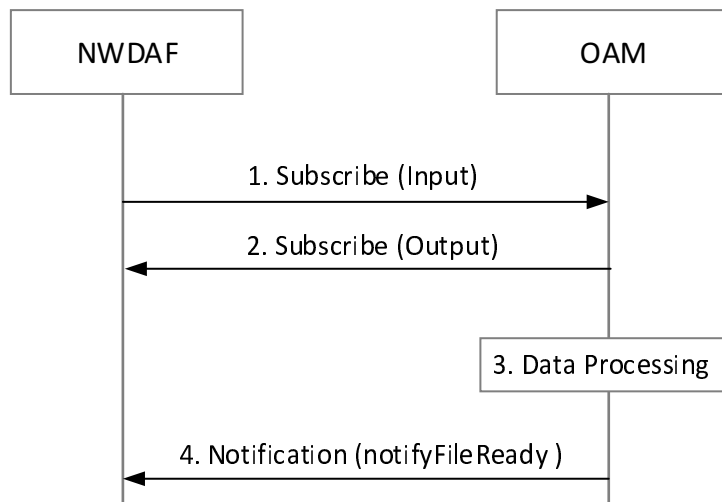 NWDAF
OAM
1. Subscribe (Input)
2. Subscribe (Output)
3. Data Processing
4. Notification (notifyFileReady )